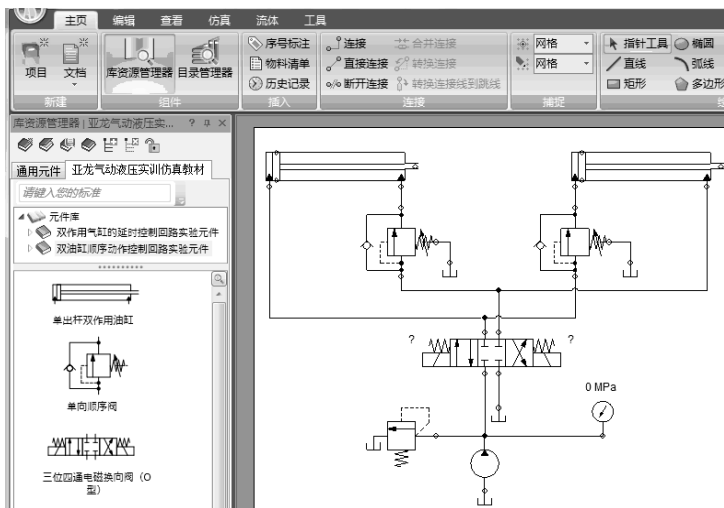 主页 编辑 查看 仿真 流体 工具
序号标注 连接 合并连接 网格 指针工具 椭圆
项目 文档 库资源管理器 目录管理器 物料清单 直接连接 转换连接 网格 直线 弧线
历史记录 断开连接 转换连接线到跳线 矩形 多边形
新建 组件 插入 连接 捕捉
库资源管理器 | 亚龙气动液压实... ?
通用元件 亚龙气动液压实训仿真教材
请键入您的标准
元件库
双作用气缸的延时控制回路实验元件
双油缸顺序动作控制回路实验元件
单出杆双作用油缸
单向顺序阀
三位四通电磁换向阀（O
型）
? ?
0 MPa